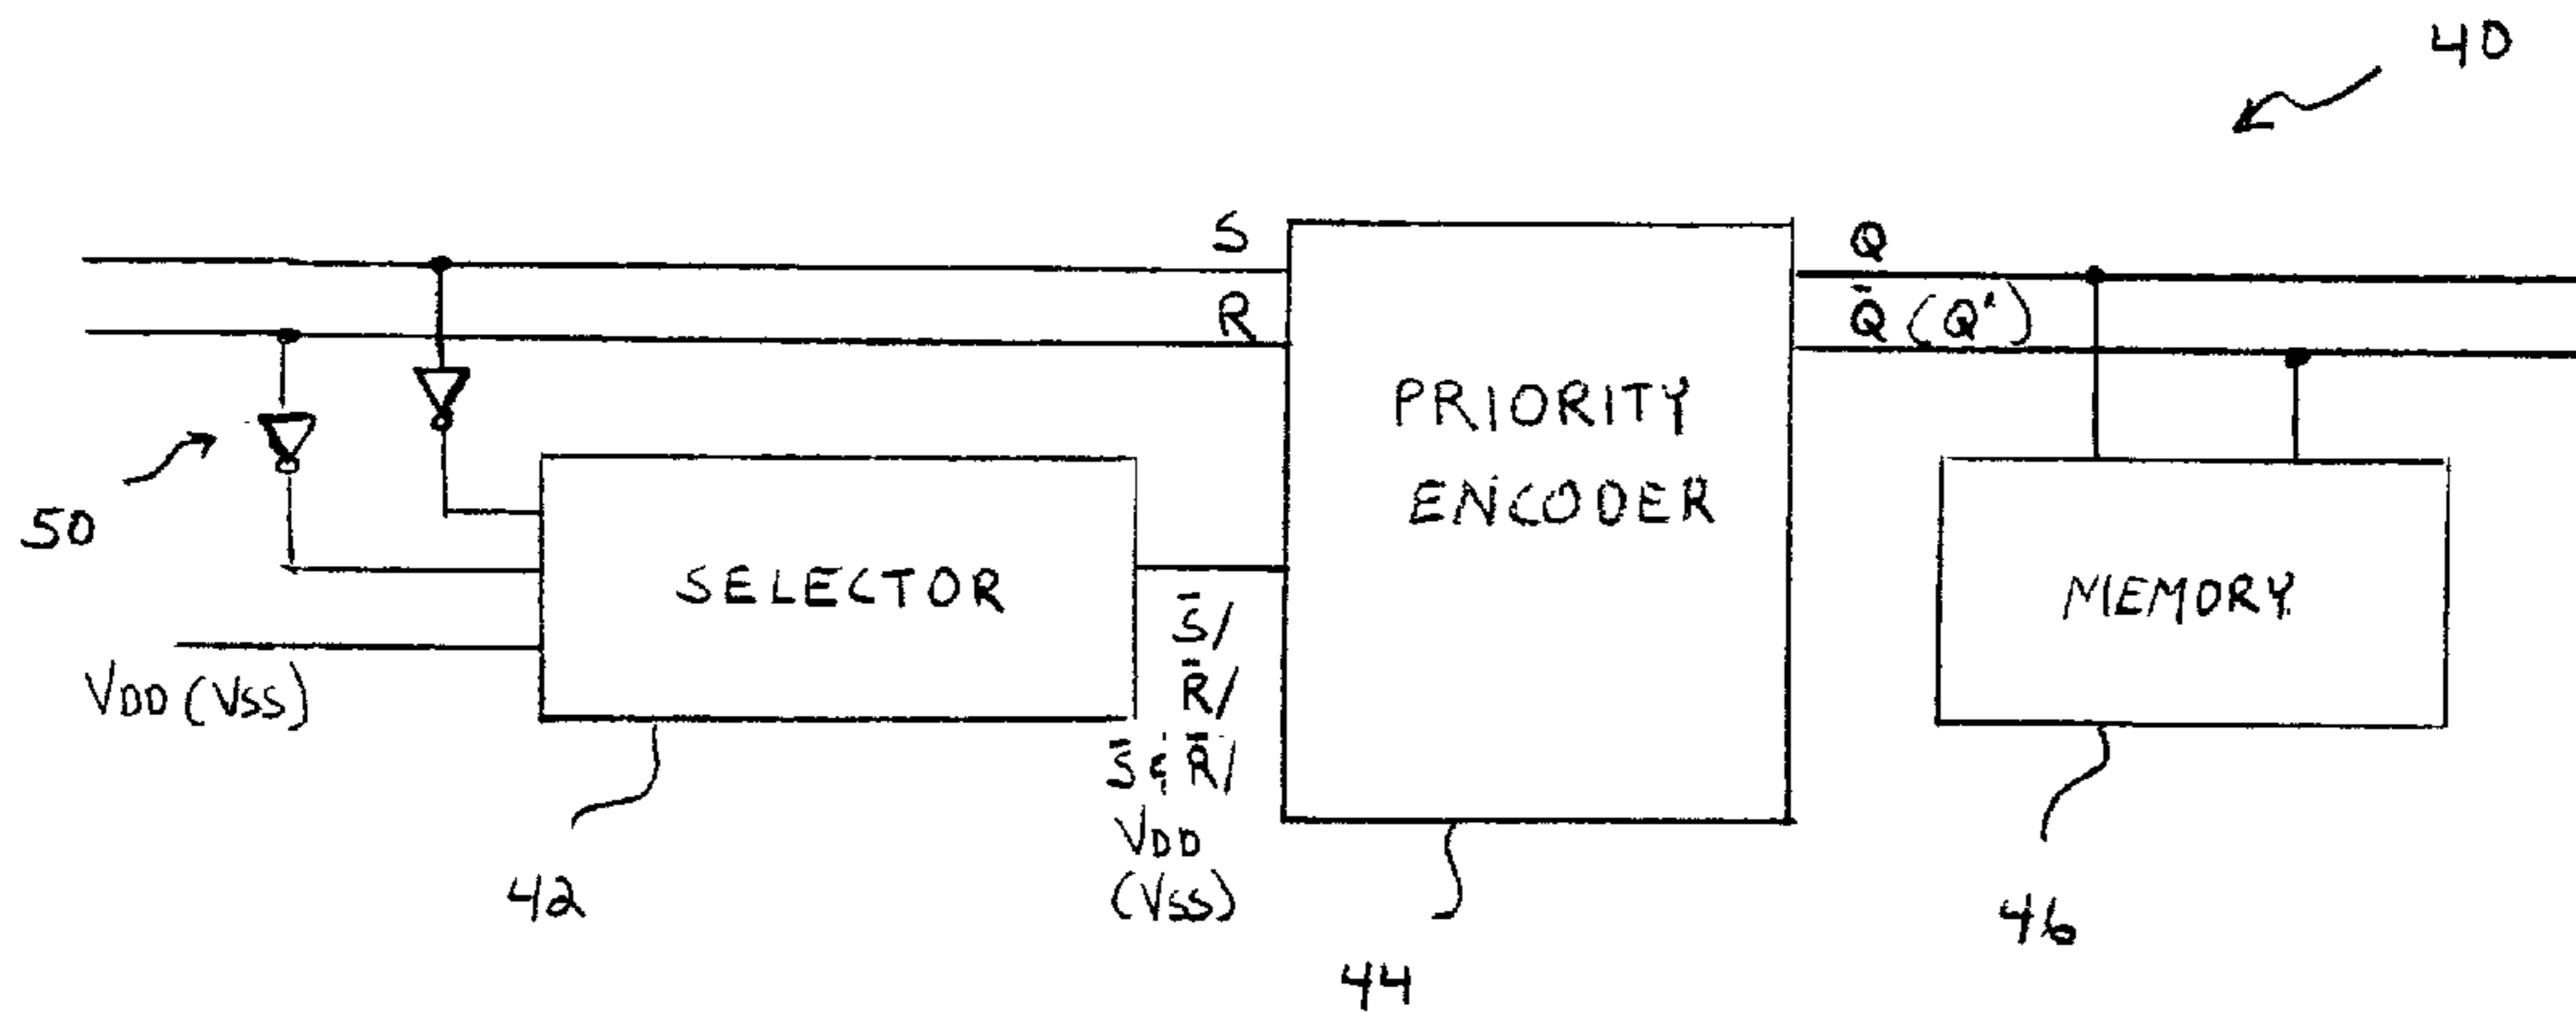 40
S
R
Q
Q̄ (Q')
PRIORITY
ENCODER
50
SELECTOR
MEMORY
VDD (VSS)
S̄/
R̄/
S̄ & R̄/
VDD
(VSS)
42
44
46